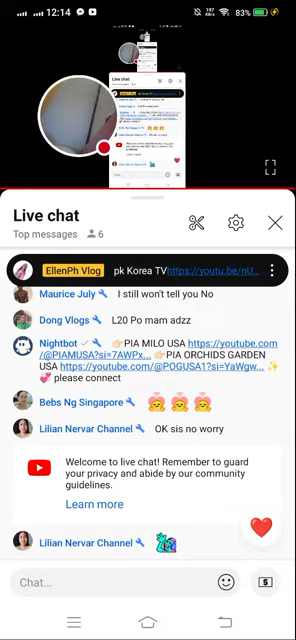 12:14
197
KB/s
83%
Live chat
Live chat
Top messages
6
EllenPh Vlog pk Korea TVhttps://youtu.be/nU...
Maurice July I still won't tell you No
Dong Vlogs L20 Po mam adzz
Nightbot PIA MILO USA https://youtube.com
/@PIAMUSA?si=7AWPx... PIA ORCHIDS GARDEN
USA https://youtube.com/@POGUSA1?si=YaWgw...
please connect
Bebs Ng Singapore
Lilian Nervar Channel OK sis no worry
Welcome to live chat! Remember to guard
your privacy and abide by our community
guidelines.
Learn more
Lilian Nervar Channel
Chat...